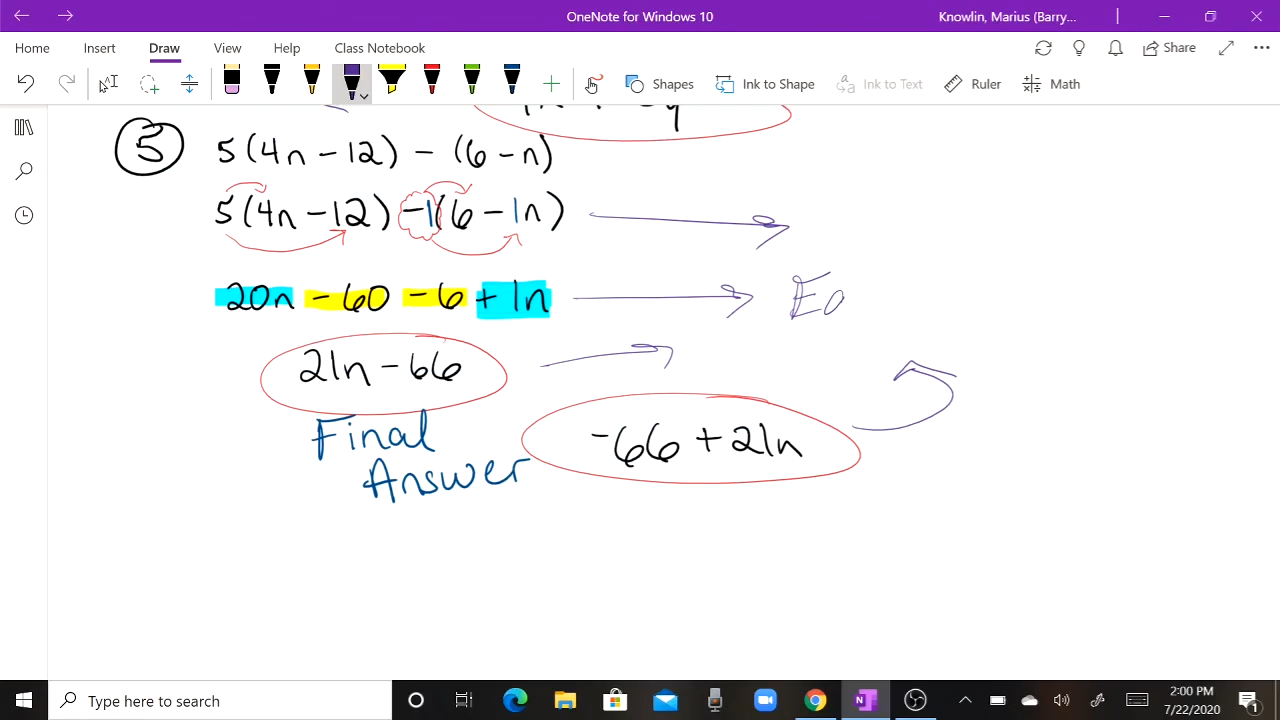 OneNote for Windows 10
Knowlin, Marius (Barry...
Home Insert Draw View Help Class Notebook Share
Shapes Ink to Shape Ink to Text Ruler Math
5 5(4n - 12) - (6 - n)
5(4n - 12) - 1(6 - 1n)
20n - 60 - 6 + 1n
Eq
21n - 66
Final
Answer
-66 + 21n
Type here to search
2:00 PM
7/22/2020
1